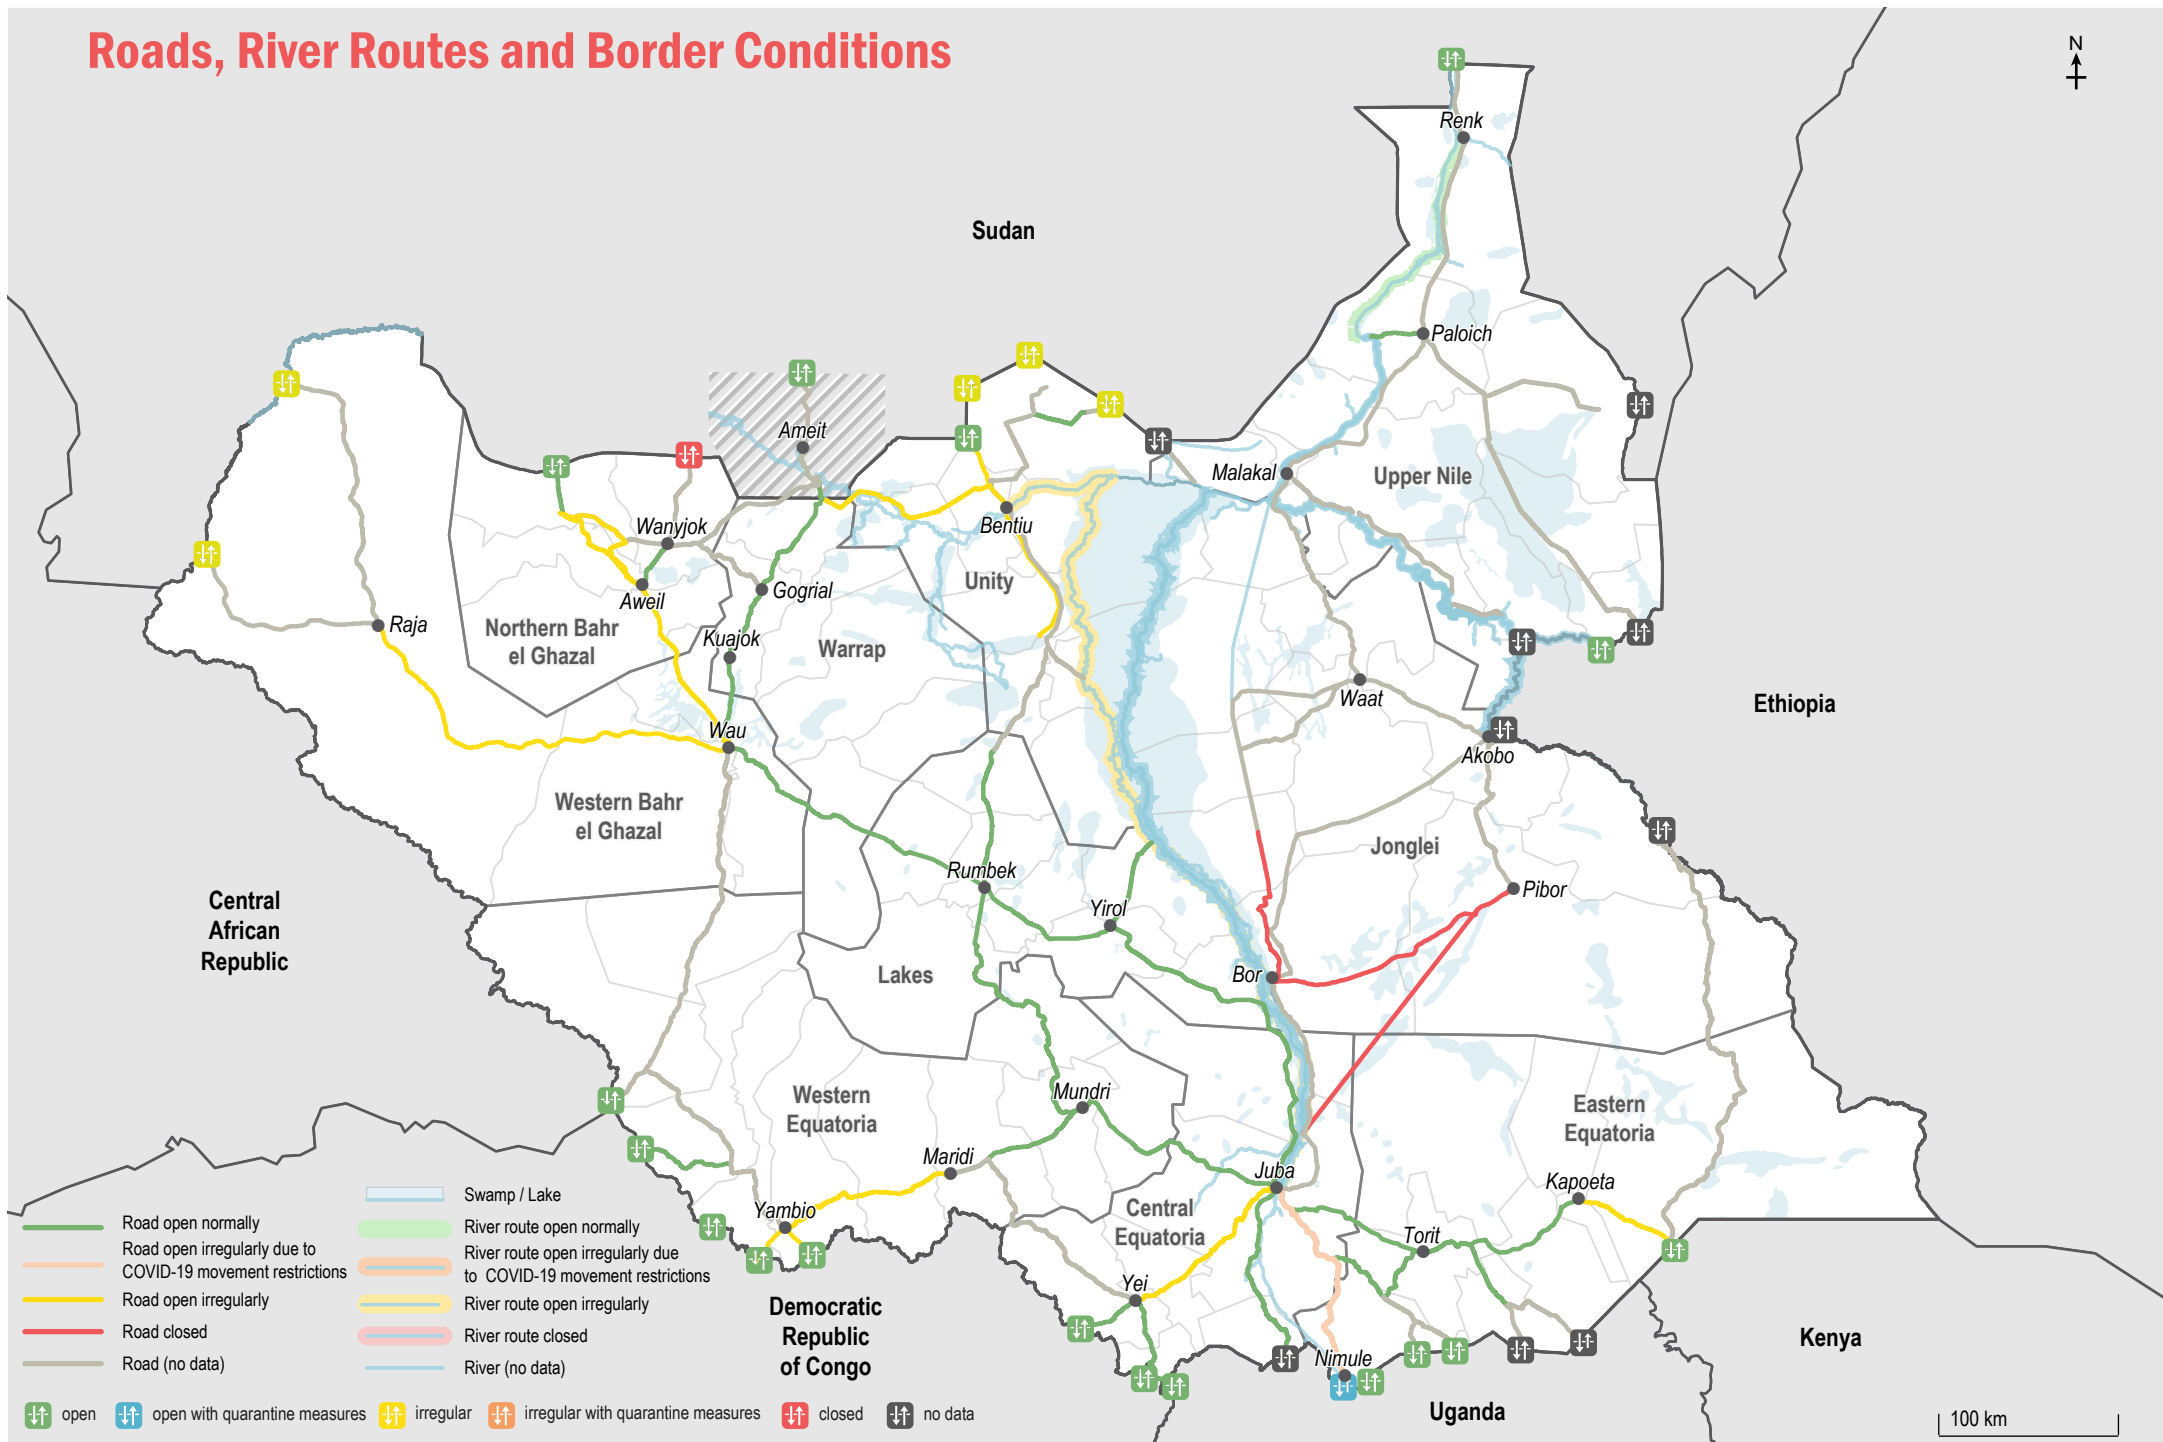 Roads, River Routes and Border Conditions
N
Renk
Sudan
Paloich
Ameit
Malakal
Upper Nile
Wanyjok
Bentiu
Unity
Aweil
Gogrial
Raja
Northern Bahr
el Ghazal
Kuajok
Warrap
Waat
Ethiopia
Wau
Akobo
Western Bahr
el Ghazal
Jonglei
Rumbek
Pibor
Central
African
Republic
Yirol
Lakes
Bor
Western
Equatoria
Mundri
Eastern
Equatoria
Maridi
Juba
Kapoeta
Yambio
Central
Equatoria
Torit
Yei
Democratic
Republic
of Congo
Nimule
Kenya
Uganda
Road open normally
Road open irregularly due to
COVID-19 movement restrictions
Road open irregularly
Road closed
Road (no data)
Swamp / Lake
River route open normally
River route open irregularly due
to COVID-19 movement restrictions
River route open irregularly
River route closed
River (no data)
open
open with quarantine measures
irregular
irregular with quarantine measures
closed
no data
100 km